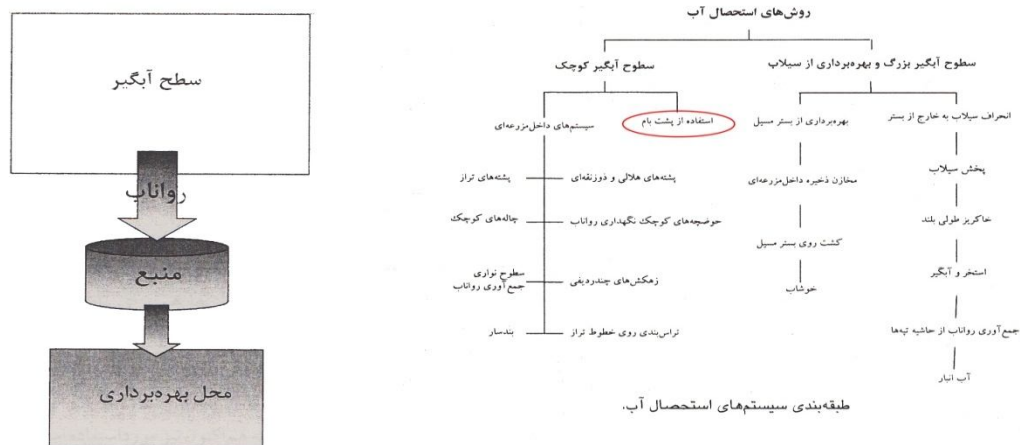 روش‌های استحصال آب
سطوح آبگیر بزرگ و بهره‌برداری از سیلاب
سطوح آبگیر کوچک
انحراف سیلاب به خارج از بستر
بهره‌برداری از بستر مسیل
استفاده از پشت بام
سیستم‌های داخل‌مزرعه‌ای
پخش سیلاب
خاکریز طولی بلند
استخر و آبگیر
جمع‌آوری رواناب از حاشیه تپه‌ها
آب انبار
مخازن ذخیره داخل‌مزرعه‌ای
کشت روی بستر مسیل
خوشاب
پشته‌های هلالی و ذوزنقه‌ای
پشته‌های تراز
حوضچه‌های کوچک نگهداری رواناب
چاله‌های کوچک
زهکش‌های چندردیفی
سطوح نواری
جمع‌آوری رواناب
تراس‌بندی روی خطوط تراز
بندسار
طبقه‌بندی سیستم‌های استحصال آب.
سطح آبگیر
رواناب
منبع
محل بهره‌برداری